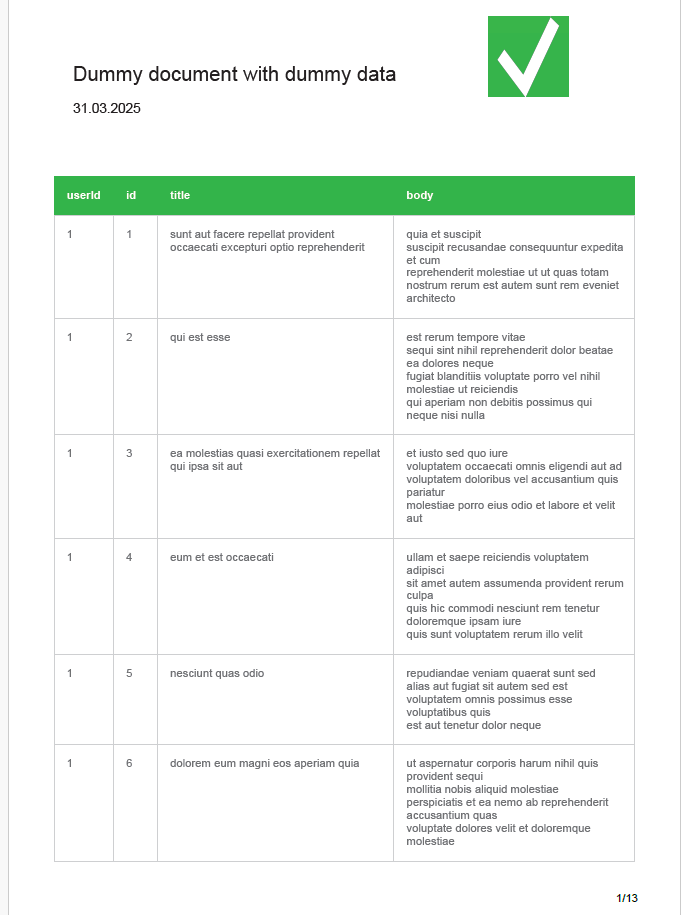 Dummy document with dummy data
31.03.2025
userId id title body
1 1 sunt aut facere repellat provident
occaecati excepturi optio reprehenderit
quia et suscipit
suscipit recusandae consequuntur expedita
et cum
reprehenderit molestiae ut ut quas totam
nostrum rerum est autem sunt rem eveniet
architecto
1 2 qui est esse
est rerum tempore vitae
sequi sint nihil reprehenderit dolor beatae
ea dolores neque
fugiat blanditiis voluptate porro vel nihil
molestiae ut reiciendis
qui aperiam non debitis possimus qui
neque nisi nulla
1 3 ea molestias quasi exercitationem repellat
qui ipsa sit aut
et iusto sed quo iure
voluptatem occaecati omnis eligendi aut ad
voluptatem doloribus vel accusantium quis
pariatur
molestiae porro eius odio et labore et velit
aut
1 4 eum et est occaecati
ullam et saepe reiciendis voluptatem
adipisci
sit amet autem assumenda provident rerum
culpa
quis hic commodi nesciunt rem tenetur
doloremque ipsam iure
quis sunt voluptatem rerum illo velit
1 5 nesciunt quas odio
repudiandae veniam quaerat sunt sed
alias aut fugiat sit autem sed est
voluptatem omnis possimus esse
voluptatibus quis
est aut tenetur dolor neque
1 6 dolorem eum magni eos aperiam quia
ut aspernatur corporis harum nihil quis
provident sequi
mollitia nobis aliquid molestiae
perspiciatis et ea nemo ab reprehenderit
accusantium quas
voluptate dolores velit et doloremque
molestiae
1/13